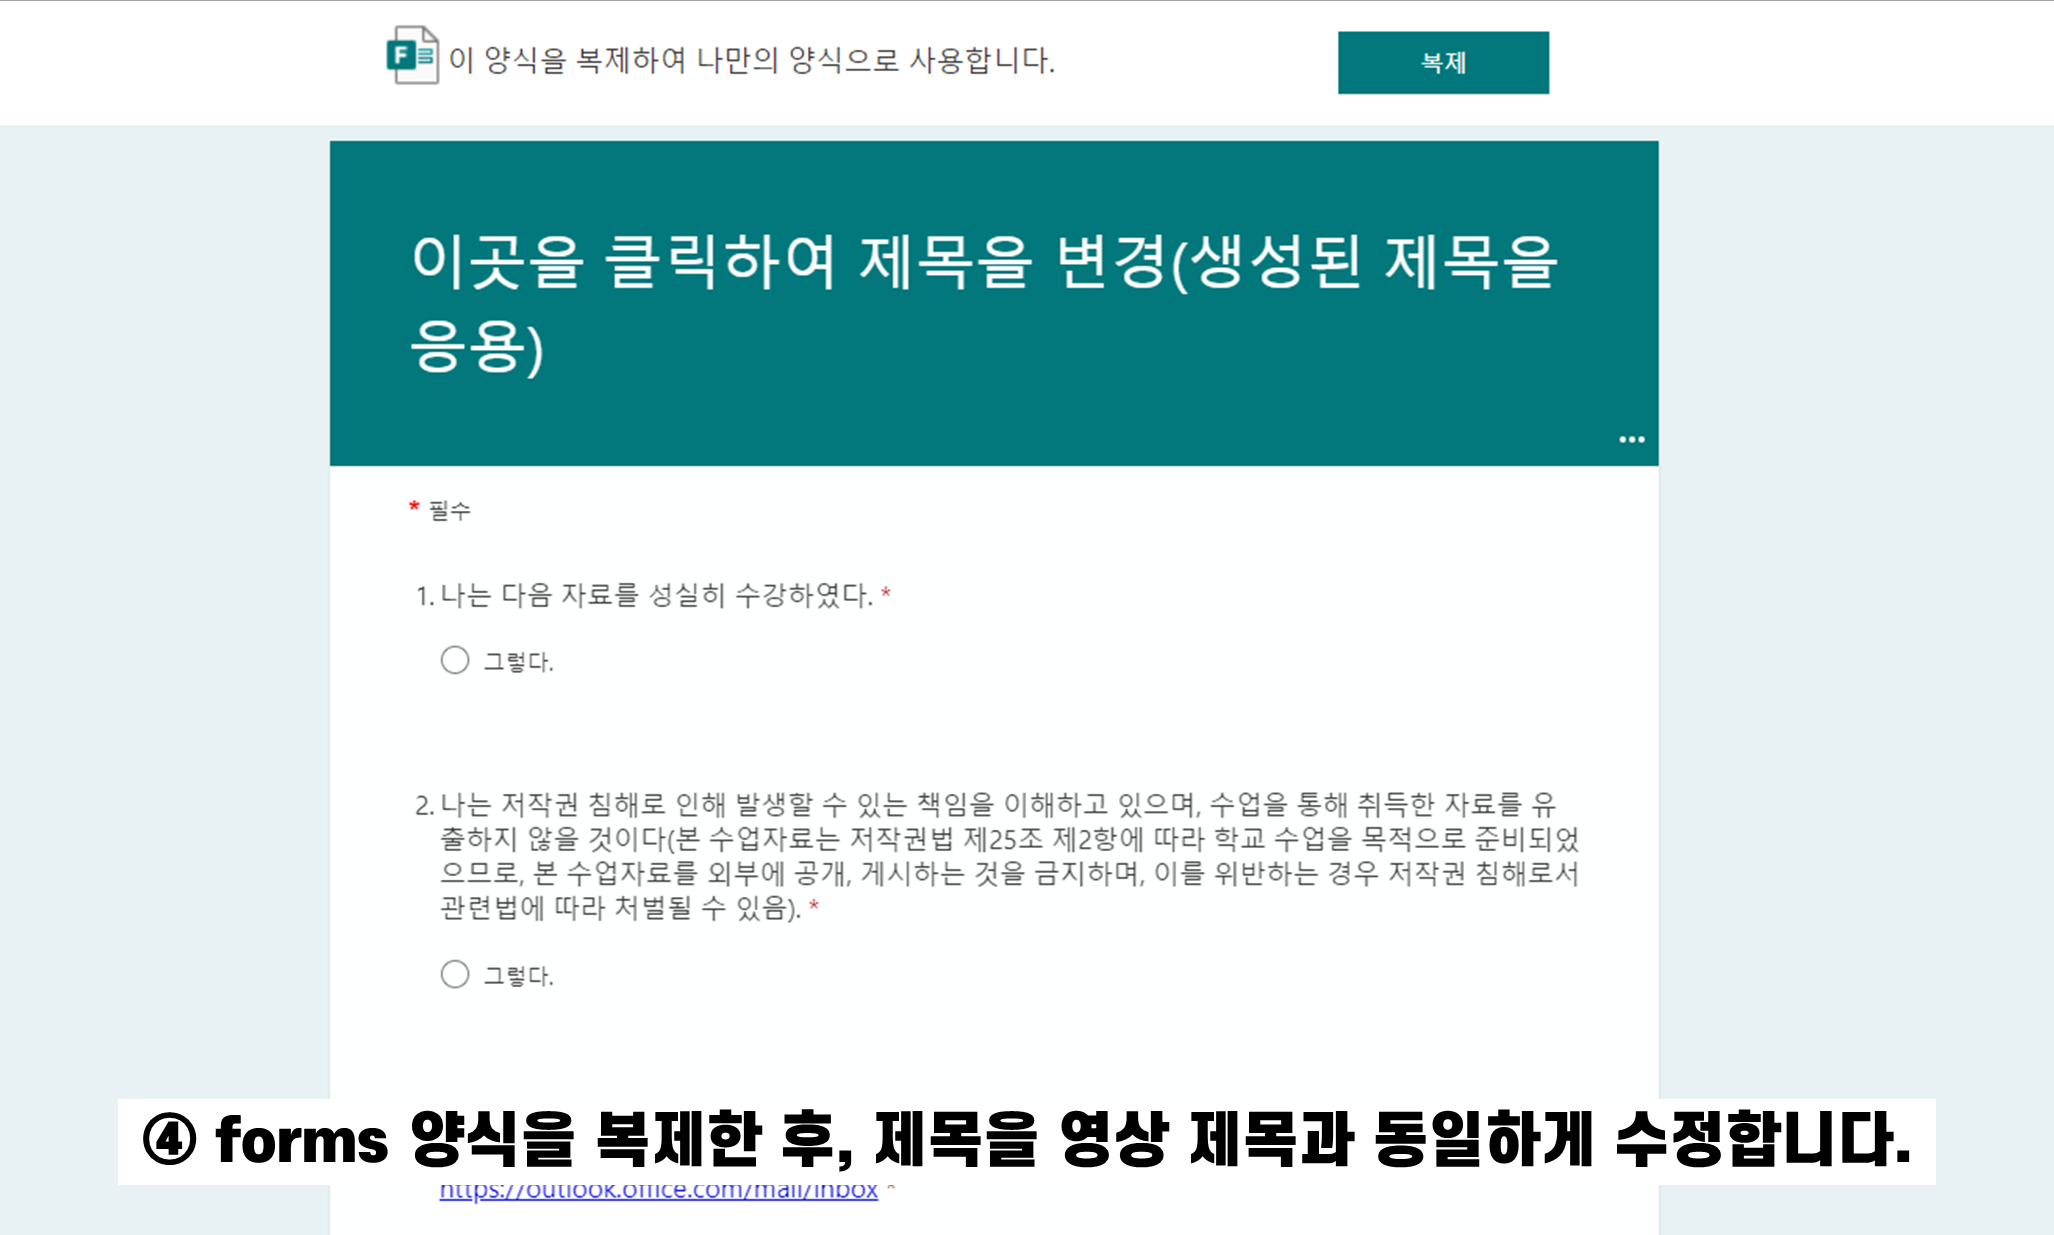 이 양식을 복제하여 나만의 양식으로 사용합니다.
복제
이곳을 클릭하여 제목을 변경(생성된 제목을
응용)
* 필수
1. 나는 다음 자료를 성실히 수강하였다. *
그렇다.
2. 나는 저작권 침해로 인해 발생할 수 있는 책임을 이해하고 있으며, 수업을 통해 취득한 자료를 유
출하지 않을 것이다(본 수업자료는 저작권법 제25조 제2항에 따라 학교 수업을 목적으로 준비되었
으므로, 본 수업자료를 외부에 공개, 게시하는 것을 금지하며, 이를 위반하는 경우 저작권 침해로서
관련법에 따라 처벌될 수 있음). *
그렇다.
④ forms 양식을 복제한 후, 제목을 영상 제목과 동일하게 수정합니다.
https://outlook.office.com/mail/inbox *